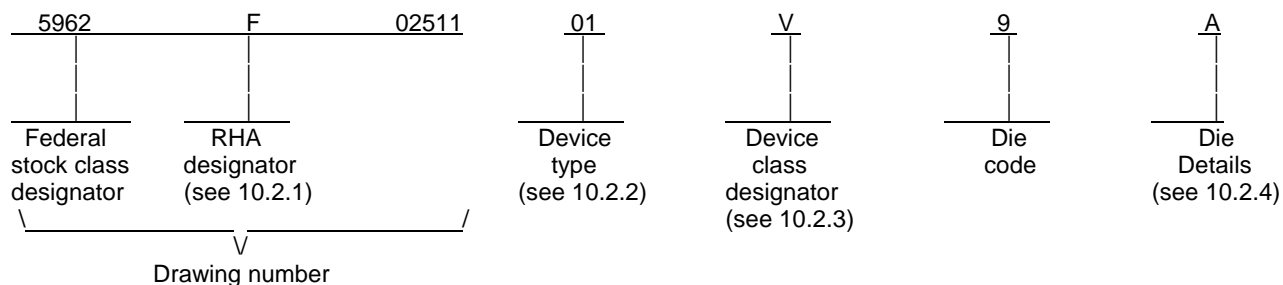 5962 F 02511 01 V 9 A
Federal RHA Device Device Die Die
stock class designator type class code Details
designator (see 10.2.1) (see 10.2.2) designator (see 10.2.4)
(see 10.2.3)
\ /
\/
Drawing number